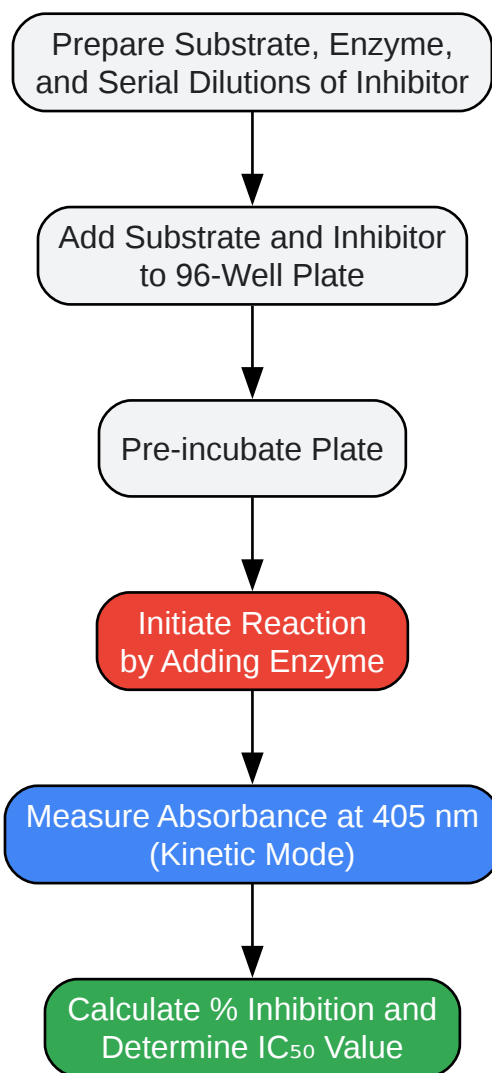 Prepare Substrate, Enzyme,
and Serial Dilutions of Inhibitor
Add Substrate and Inhibitor
to 96-Well Plate
Pre-incubate Plate
Initiate Reaction
by Adding Enzyme
Measure Absorbance at 405 nm
(Kinetic Mode)
Calculate % Inhibition and
Determine IC₅₀ Value